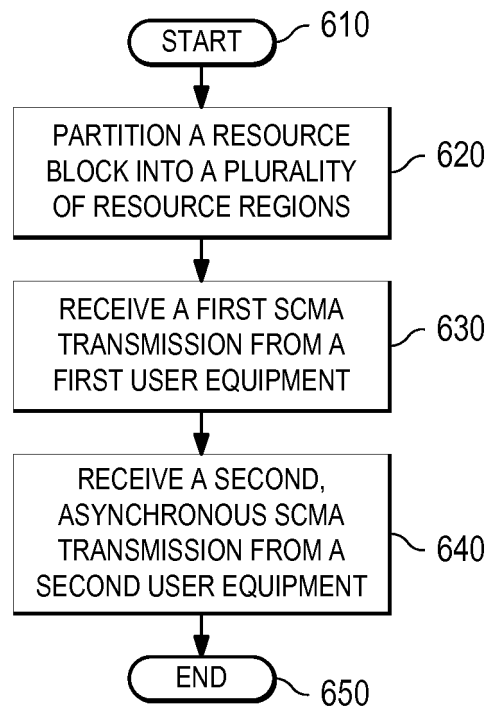 START
610
PARTITION A RESOURCE
BLOCK INTO A PLURALITY
OF RESOURCE REGIONS
620
RECEIVE A FIRST SCMA
TRANSMISSION FROM A
FIRST USER EQUIPMENT
630
RECEIVE A SECOND,
ASYNCHRONOUS SCMA
TRANSMISSION FROM A
SECOND USER EQUIPMENT
640
END
650